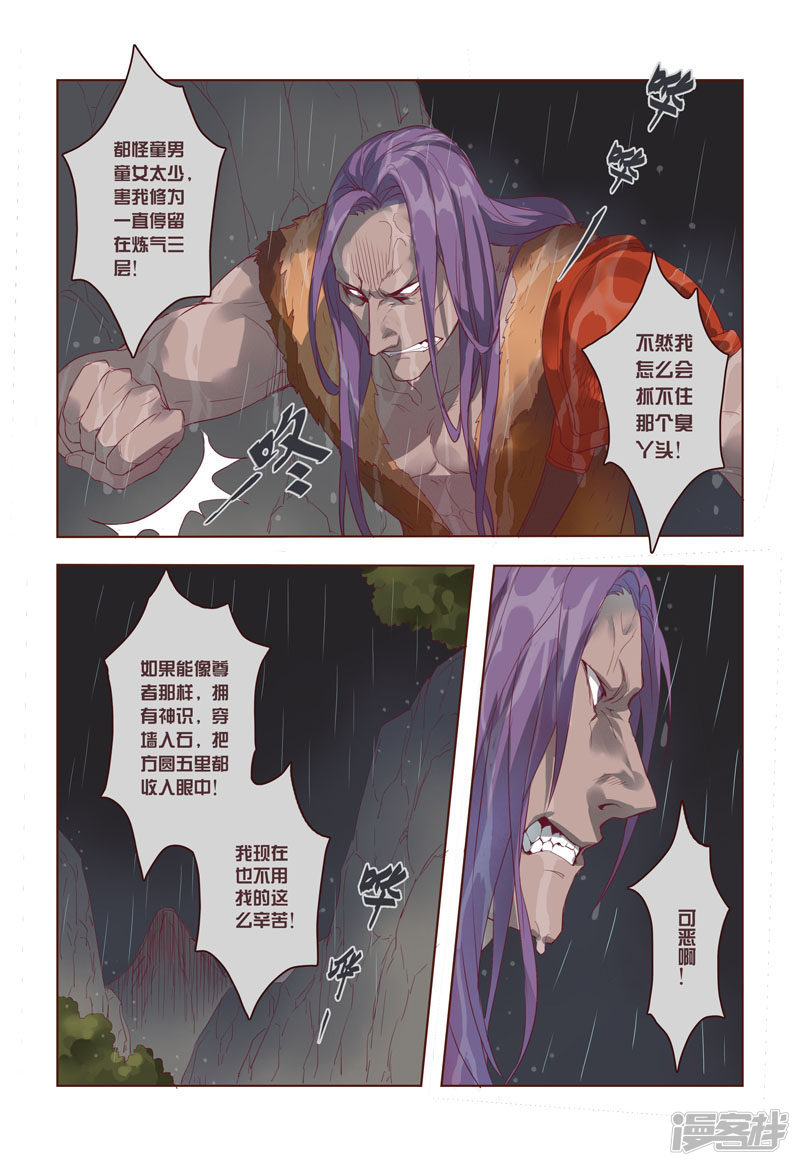 都怪童男
童女太少，
害我修为
一直停留
在炼气三
层！
不然我
怎么会
抓不住
那个臭
丫头！
咚
如果能像尊
者那样，拥
有神识，穿
墙入石，把
方圆五里都
收入眼中！
我现在
也不用
找的这
么辛苦！
可恶啊！
漫客栈